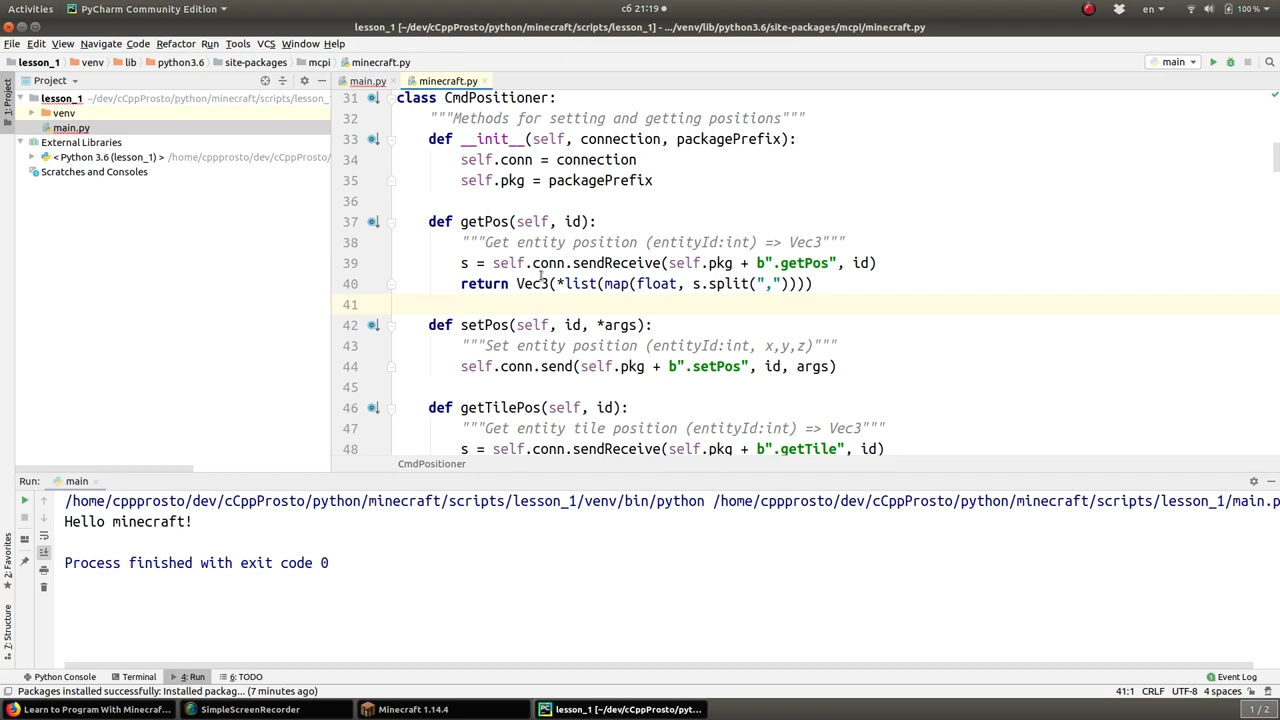 Activities PyCharm Community Edition сб 21:19 en 100 %
lesson_1 [~/dev/cCppProsto/python/minecraft/scripts/lesson_1] - .../venv/lib/python3.6/site-packages/mcpi/minecraft.py
File Edit View Navigate Code Refactor Run Tools VCS Window Help
lesson_1 venv lib python3.6 site-packages mcpi minecraft.py main
Project main.py minecraft.py
1: Project
lesson_1 ~/dev/cCppProsto/python/minecraft/scripts/lesson_
venv
main.py
External Libraries
< Python 3.6 (lesson_1) > /home/cppprosto/dev/cCppProsto/
Scratches and Consoles
31 class CmdPositioner:
32 """Methods for setting and getting positions"""
33 def __init__(self, connection, packagePrefix):
34 self.conn = connection
35 self.pkg = packagePrefix
36
37 def getPos(self, id):
38 """Get entity position (entityId:int) => Vec3"""
39 s = self.conn.sendReceive(self.pkg + b".getPos", id)
40 return Vec3(*list(map(float, s.split(","))))
41
42 def setPos(self, id, *args):
43 """Set entity position (entityId:int, x,y,z)"""
44 self.conn.send(self.pkg + b".setPos", id, args)
45
46 def getTilePos(self, id):
47 """Get entity tile position (entityId:int) => Vec3"""
48 s = self.conn.sendReceive(self.pkg + b".getTile", id)
CmdPositioner
Run: main
/home/cppprosto/dev/cCppProsto/python/minecraft/scripts/lesson_1/venv/bin/python /home/cppprosto/dev/cCppProsto/python/minecraft/scripts/lesson_1/main.p
Hello minecraft!
Process finished with exit code 0
2: Favorites
7: Structure
Python Console Terminal 4: Run 6: TODO Event Log
Packages installed successfully: Installed packag... (7 minutes ago) 41:1 CRLF UTF-8 4 spaces
Learn to Program With Minecraf... SimpleScreenRecorder Minecraft 1.14.4 lesson_1 [~/dev/cCppProsto/pyt... 1 / 2